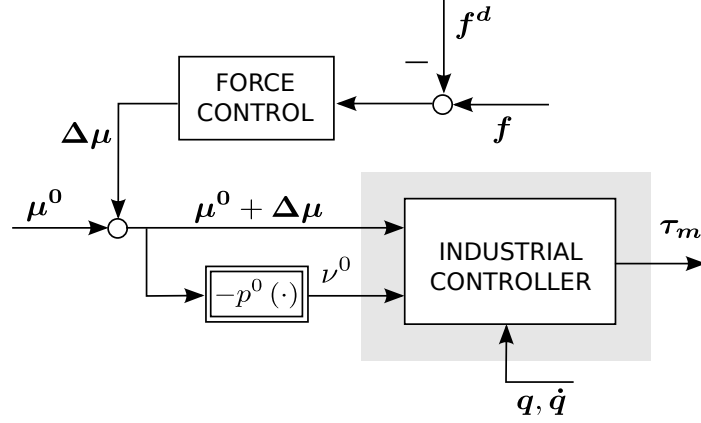 f^d
−
FORCE
CONTROL
f
Δμ
μ^0
μ^0 + Δμ
τ_m
INDUSTRIAL
CONTROLLER
ν^0
−p^0 (·)
q, q̇